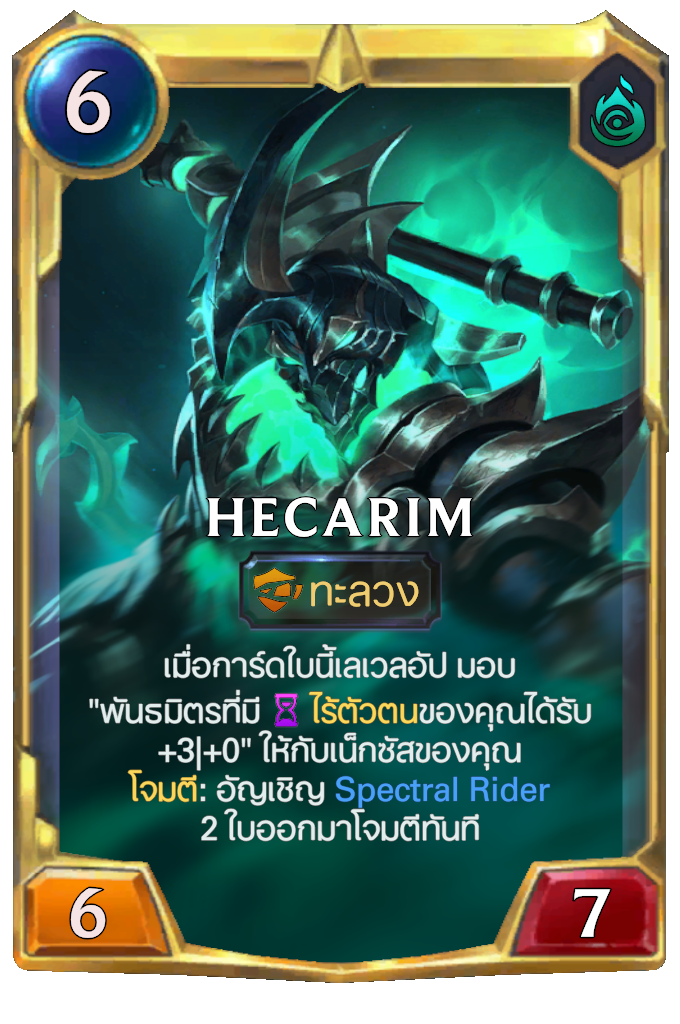 6
HECARIM
ทะลวง
เมื่อการ์ดใบนี้เลเวลอัป มอบ
"พันธมิตรที่มี ไร้ตัวตนของคุณได้รับ
+3|+0" ให้กับเน็กซัสของคุณ
โจมตี: อัญเชิญ Spectral Rider
2 ใบออกมาโจมตีทันที
6
7